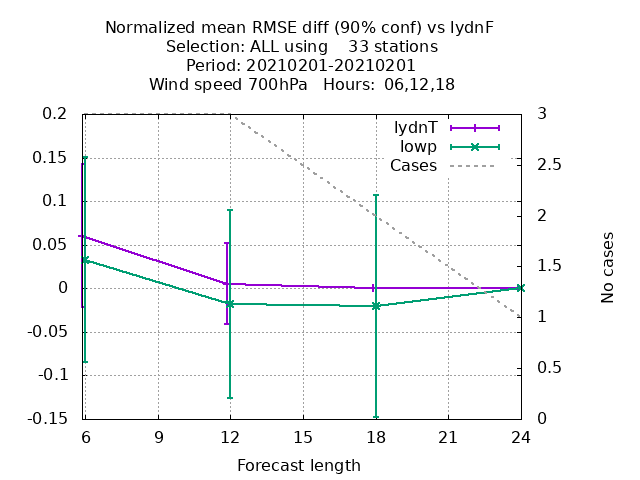 Normalized mean RMSE diff (90% conf) vs lydnF
Selection: ALL using    33 stations
Period: 20210201-20210201
Wind speed 700hPa   Hours: 06,12,18
lydnT
lowp
Cases
0.2
0.15
0.1
0.05
0
-0.05
-0.1
-0.15
3
2.5
2
1.5
1
0.5
0
No cases
6 9 12 15 18 21 24
Forecast length